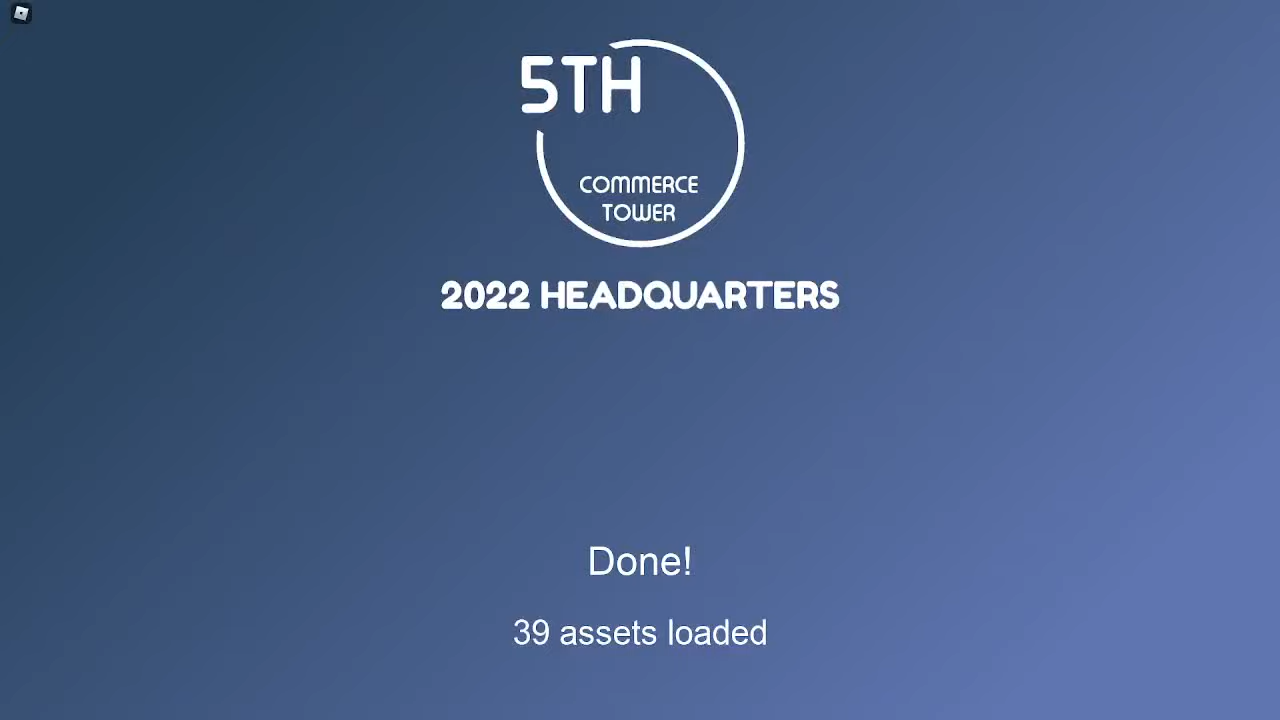 5TH
COMMERCE
TOWER
2022 HEADQUARTERS
Done!
39 assets loaded